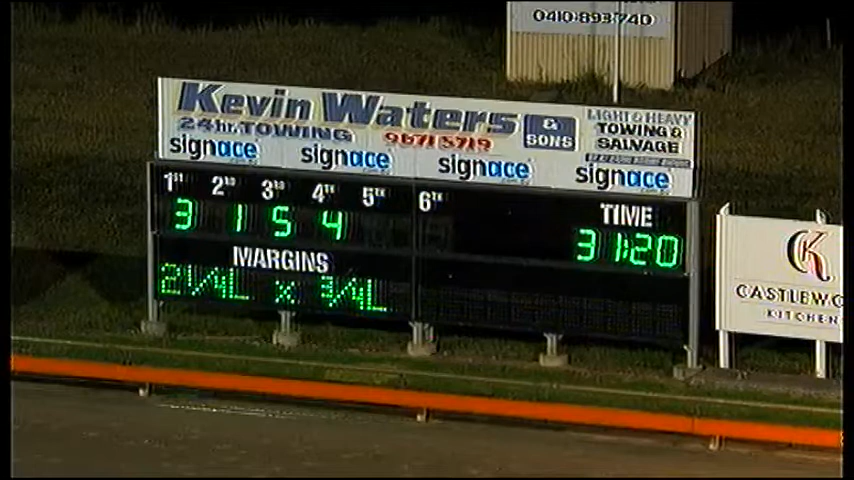 0410-893-740
Kevin Waters & SONS
24hr. TOWING 9671 5719
LIGHT & HEAVY
TOWING &
SALVAGE
signace signace signace signace
1ST 2ND 3RD 4TH 5TH 6TH TIME
3 1 5 4 31:20
MARGINS
2 1/4L x 3/4L
K
CASTLEWO
KITCHEN